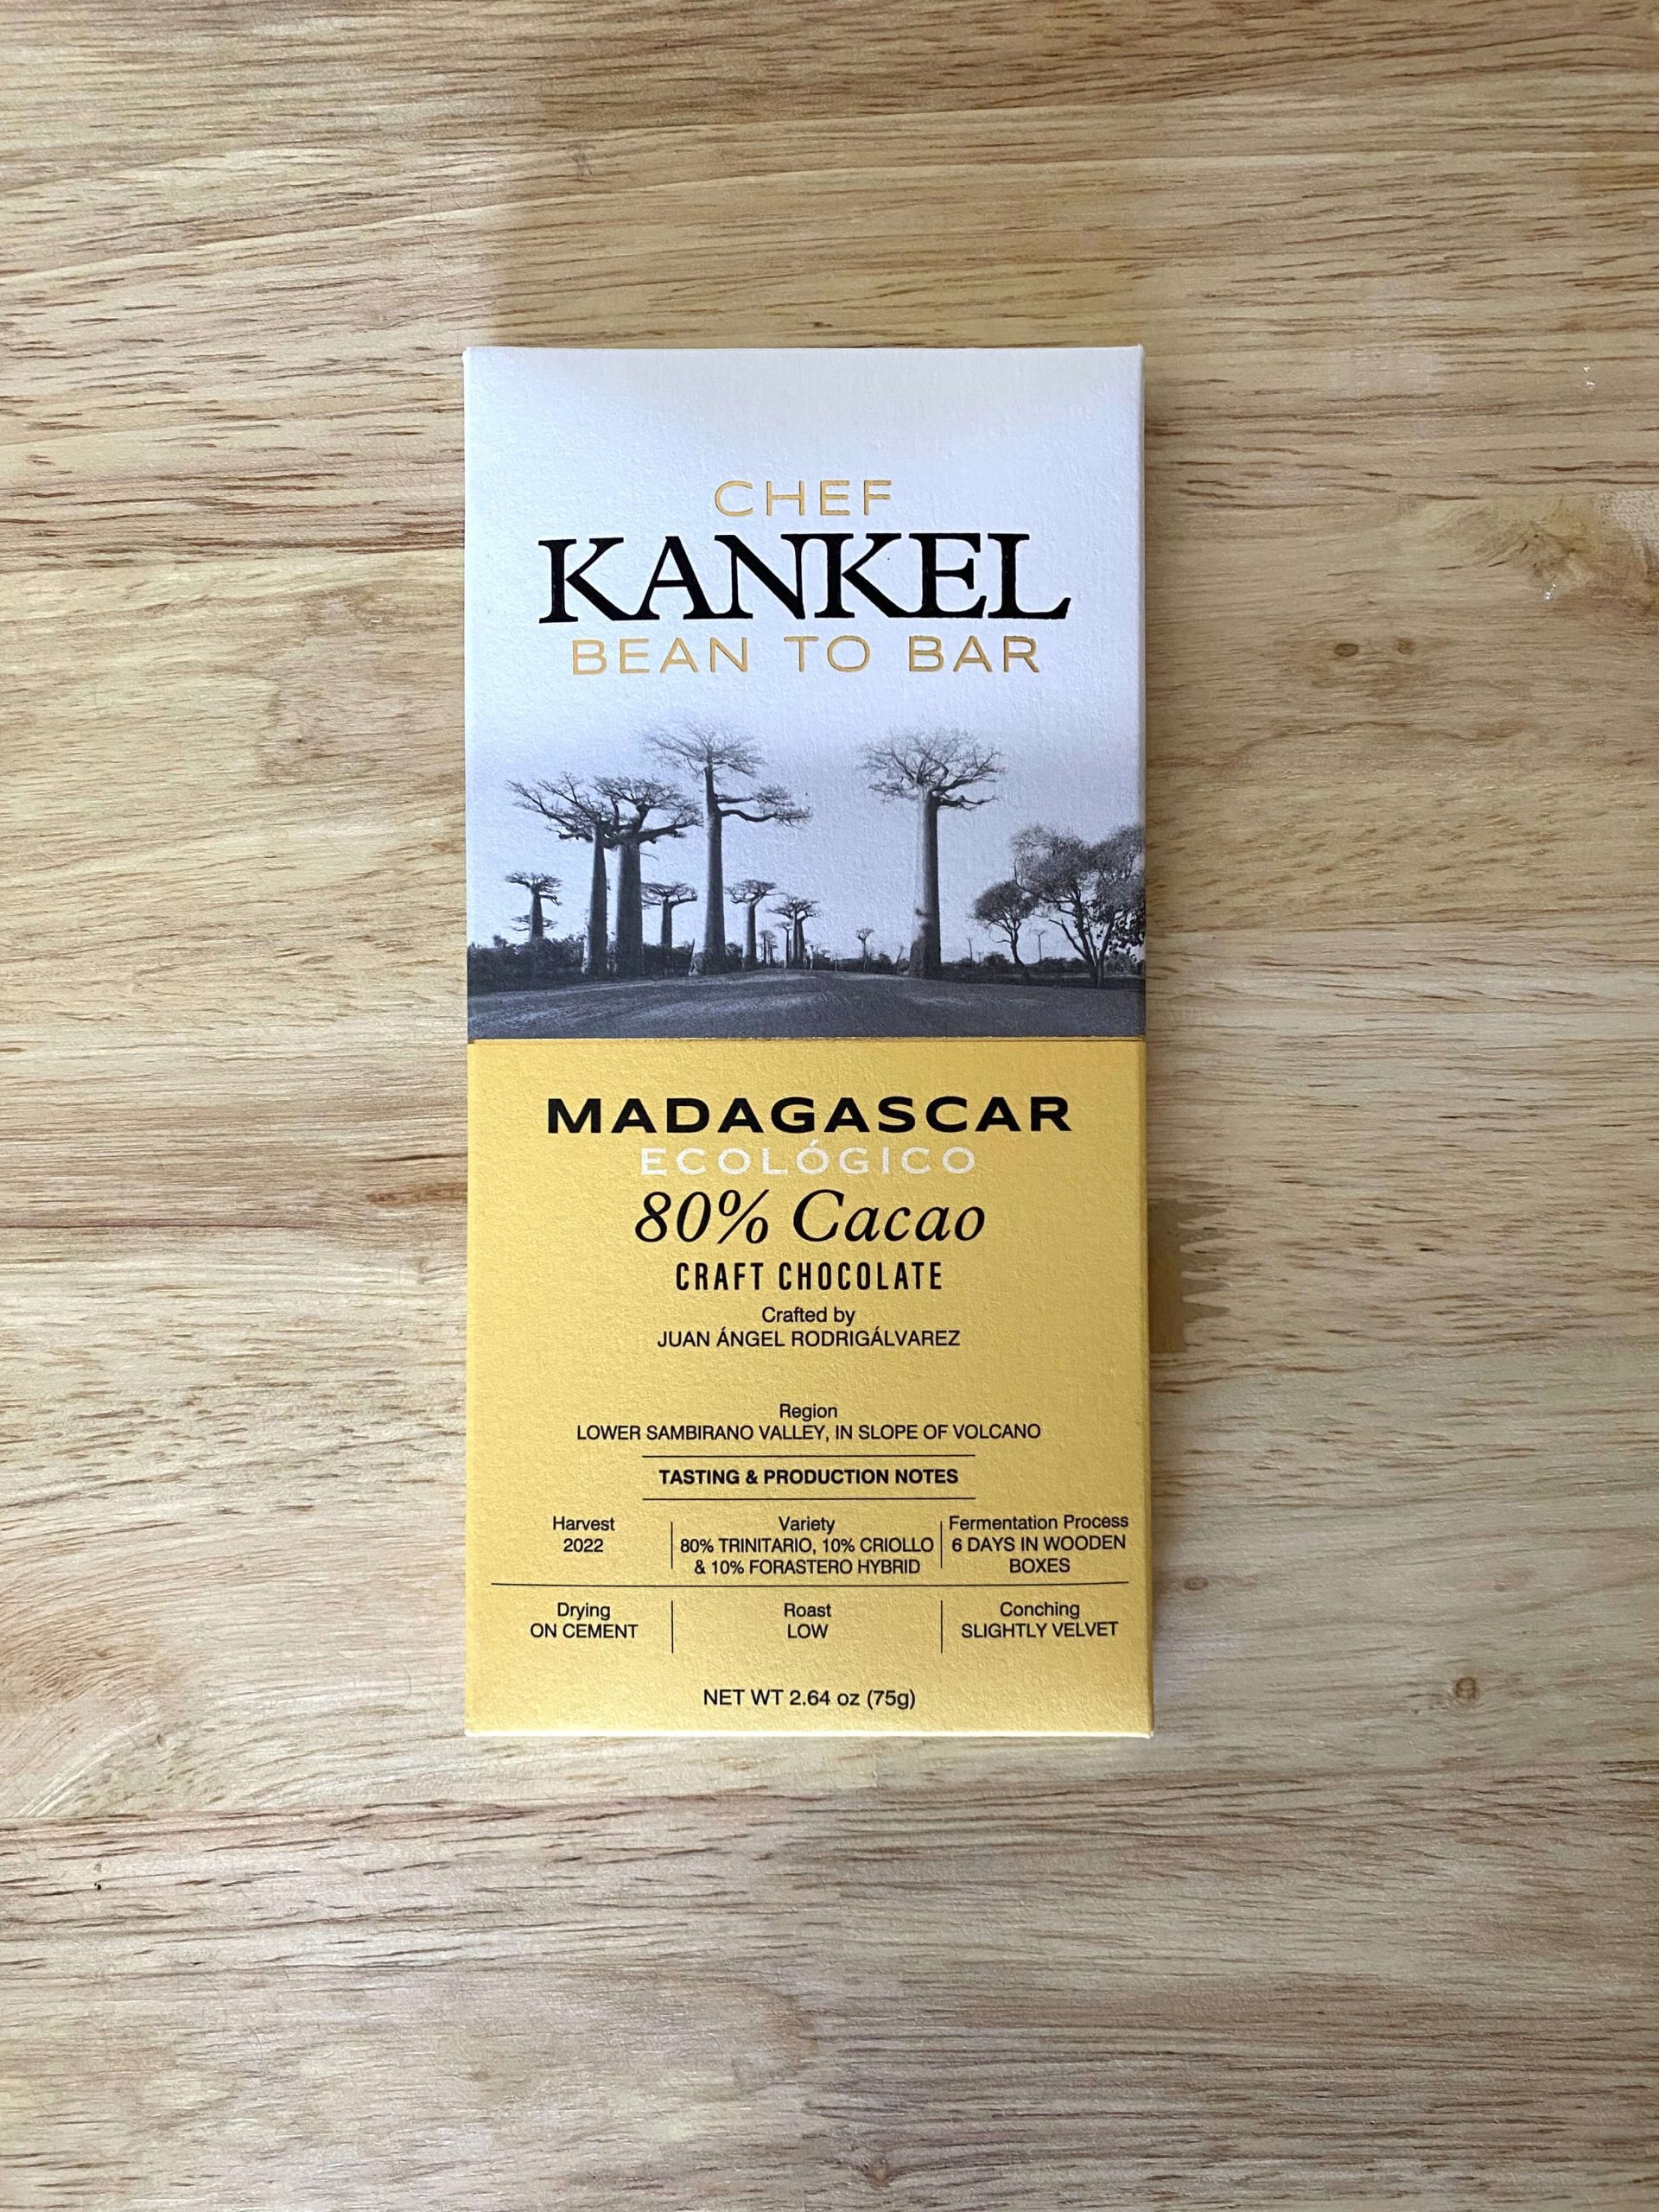 CHEF
KANKEL
BEAN TO BAR
MADAGASCAR
ECOLÓGICO
80% Cacao
CRAFT CHOCOLATE
Crafted by
JUAN ÁNGEL RODRIGÁLVAREZ
Region
LOWER SAMBIRANO VALLEY, IN SLOPE OF VOLCANO
TASTING & PRODUCTION NOTES
Harvest
2022
Variety
80% TRINITARIO, 10% CRIOLLO
& 10% FORASTERO HYBRID
Fermentation Process
6 DAYS IN WOODEN
BOXES
Drying
ON CEMENT
Roast
LOW
Conching
SLIGHTLY VELVET
NET WT 2.64 oz (75g)